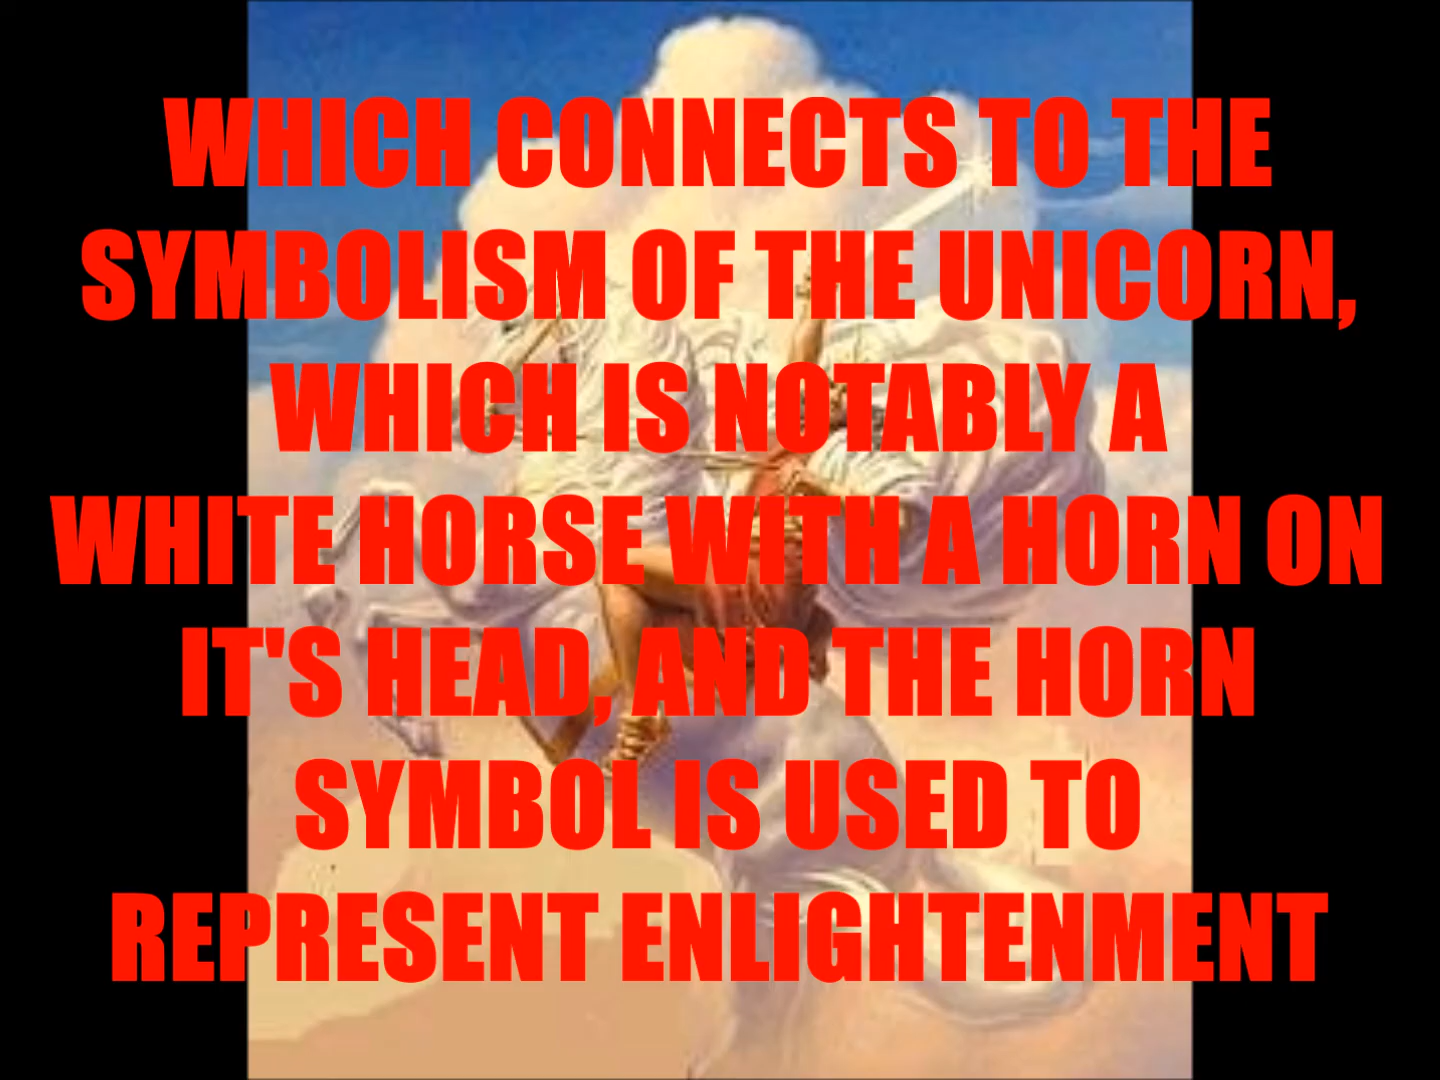 WHICH CONNECTS TO THE
SYMBOLISM OF THE UNICORN,
WHICH IS NOTABLY A
WHITE HORSE WITH A HORN ON
IT'S HEAD, AND THE HORN
SYMBOL IS USED TO
REPRESENT ENLIGHTENMENT